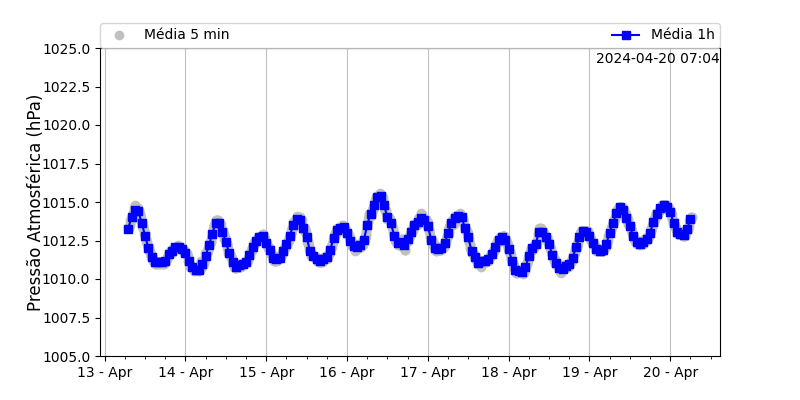 Média 5 min
Média 1h
2024-04-20 07:04
Pressão Atmosférica (hPa)
1025.0
1022.5
1020.0
1017.5
1015.0
1012.5
1010.0
1007.5
1005.0
13 - Apr
14 - Apr
15 - Apr
16 - Apr
17 - Apr
18 - Apr
19 - Apr
20 - Apr